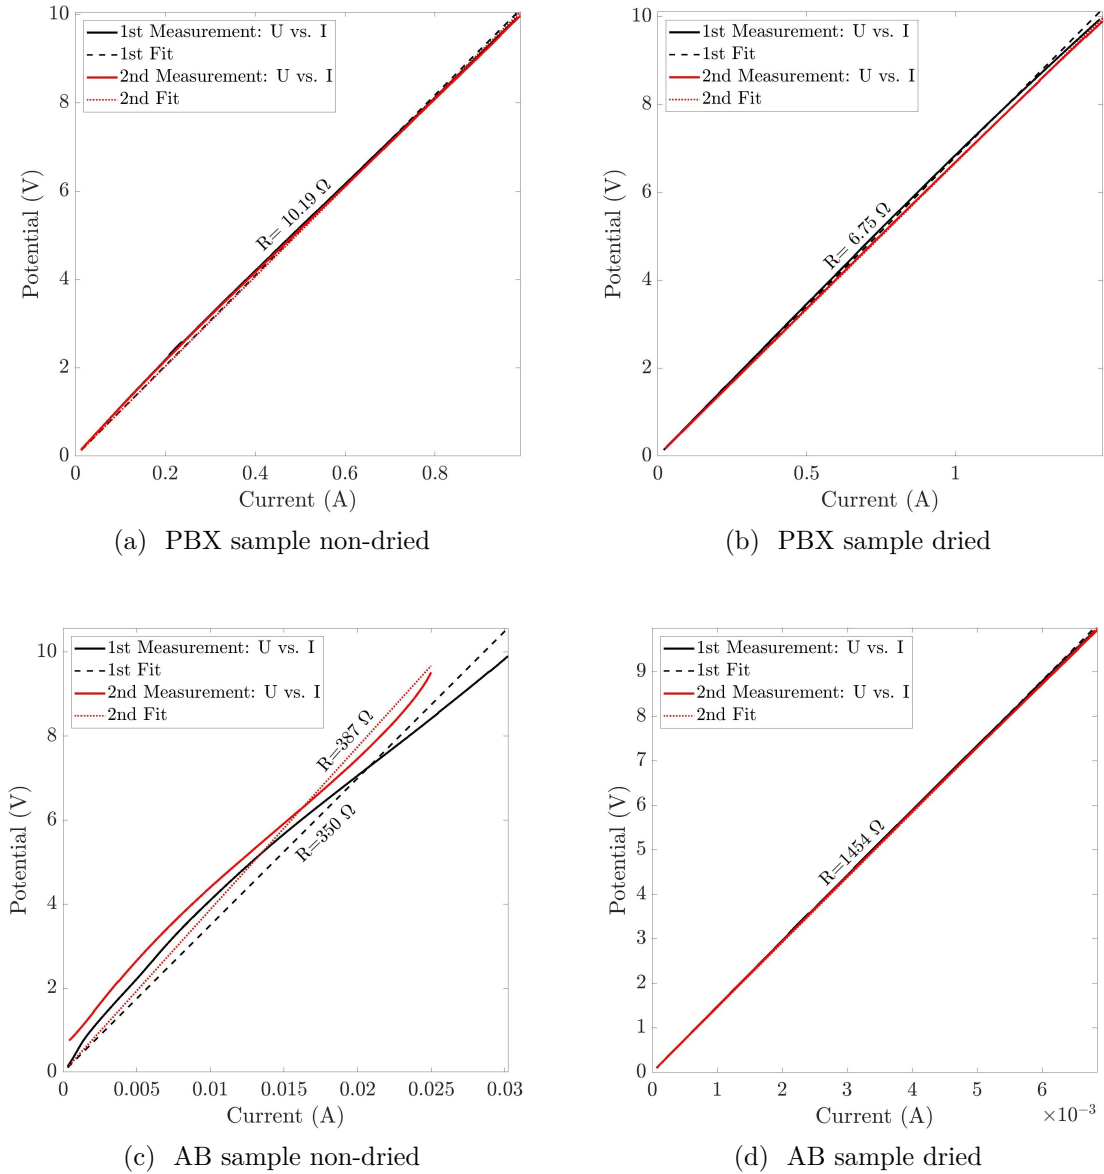 10
8
6
4
2
0
Potential (V)
1st Measurement: U vs. I
1st Fit
2nd Measurement: U vs. I
2nd Fit
R= 10.19 Ω
0
0.2
0.4
0.6
0.8
Current (A)
(a) PBX sample non-dried
10
8
6
4
2
0
Potential (V)
1st Measurement: U vs. I
1st Fit
2nd Measurement: U vs. I
2nd Fit
R= 6.75 Ω
0
0.5
1
Current (A)
(b) PBX sample dried
10
8
6
4
2
0
Potential (V)
1st Measurement: U vs. I
1st Fit
2nd Measurement: U vs. I
2nd Fit
R=387 Ω
R=350 Ω
0
0.005
0.01
0.015
0.02
0.025
0.03
Current (A)
(c) AB sample non-dried
9
8
7
6
5
4
3
2
1
0
Potential (V)
1st Measurement: U vs. I
1st Fit
2nd Measurement: U vs. I
2nd Fit
R=1454 Ω
0
1
2
3
4
5
6
Current (A)
×10⁻³
(d) AB sample dried